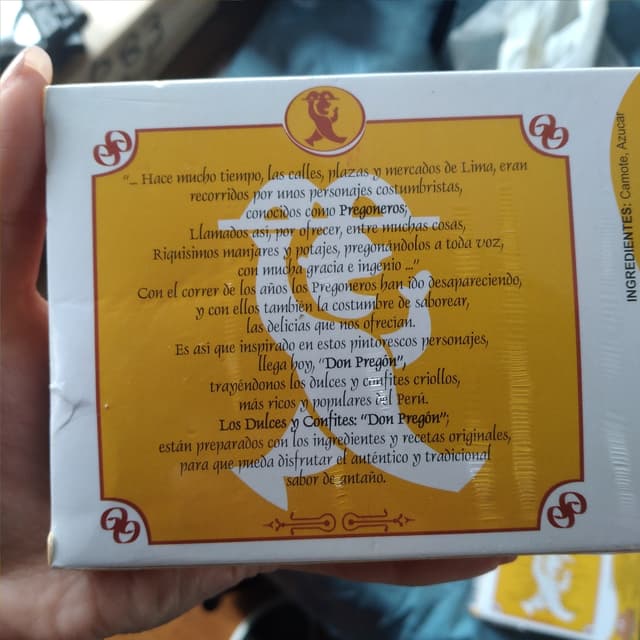 "... Hace mucho tiempo, las calles, plazas y mercados de Lima, eran
recorridos por unos personajes costumbristas,
conocidos como Pregoneros,
Llamados así, por ofrecer, entre muchas cosas,
Riquísimos manjares y potajes, pregonándolos a toda voz,
con mucha gracia e ingenio ..."
Con el correr de los años los Pregoneros han ido desapareciendo,
y con ellos también la costumbre de saborear,
las delicias que nos ofrecían.
Es así que inspirado en estos pintorescos personajes,
llega hoy, "Don Pregón",
trayéndonos los dulces y confites criollos,
más ricos y populares del Perú.
Los Dulces y Confites: "Don Pregón";
están preparados con los ingredientes y recetas originales,
para que pueda disfrutar el auténtico y tradicional
sabor de antaño.
INGREDIENTES: Camote, Azucar